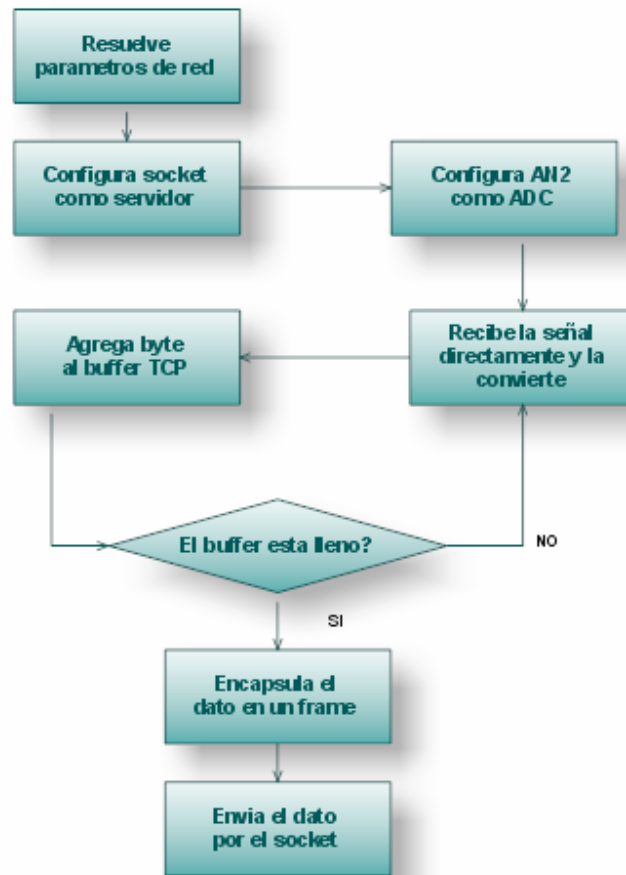 Resuelve
parametros de red
Configura socket
como servidor
Configura AN2
como ADC
Recibe la señal
directamente y la
convierte
Agrega byte
al buffer TCP
El buffer esta lleno?
NO
SI
Encapsula el
dato en un frame
Envia el dato
por el socket